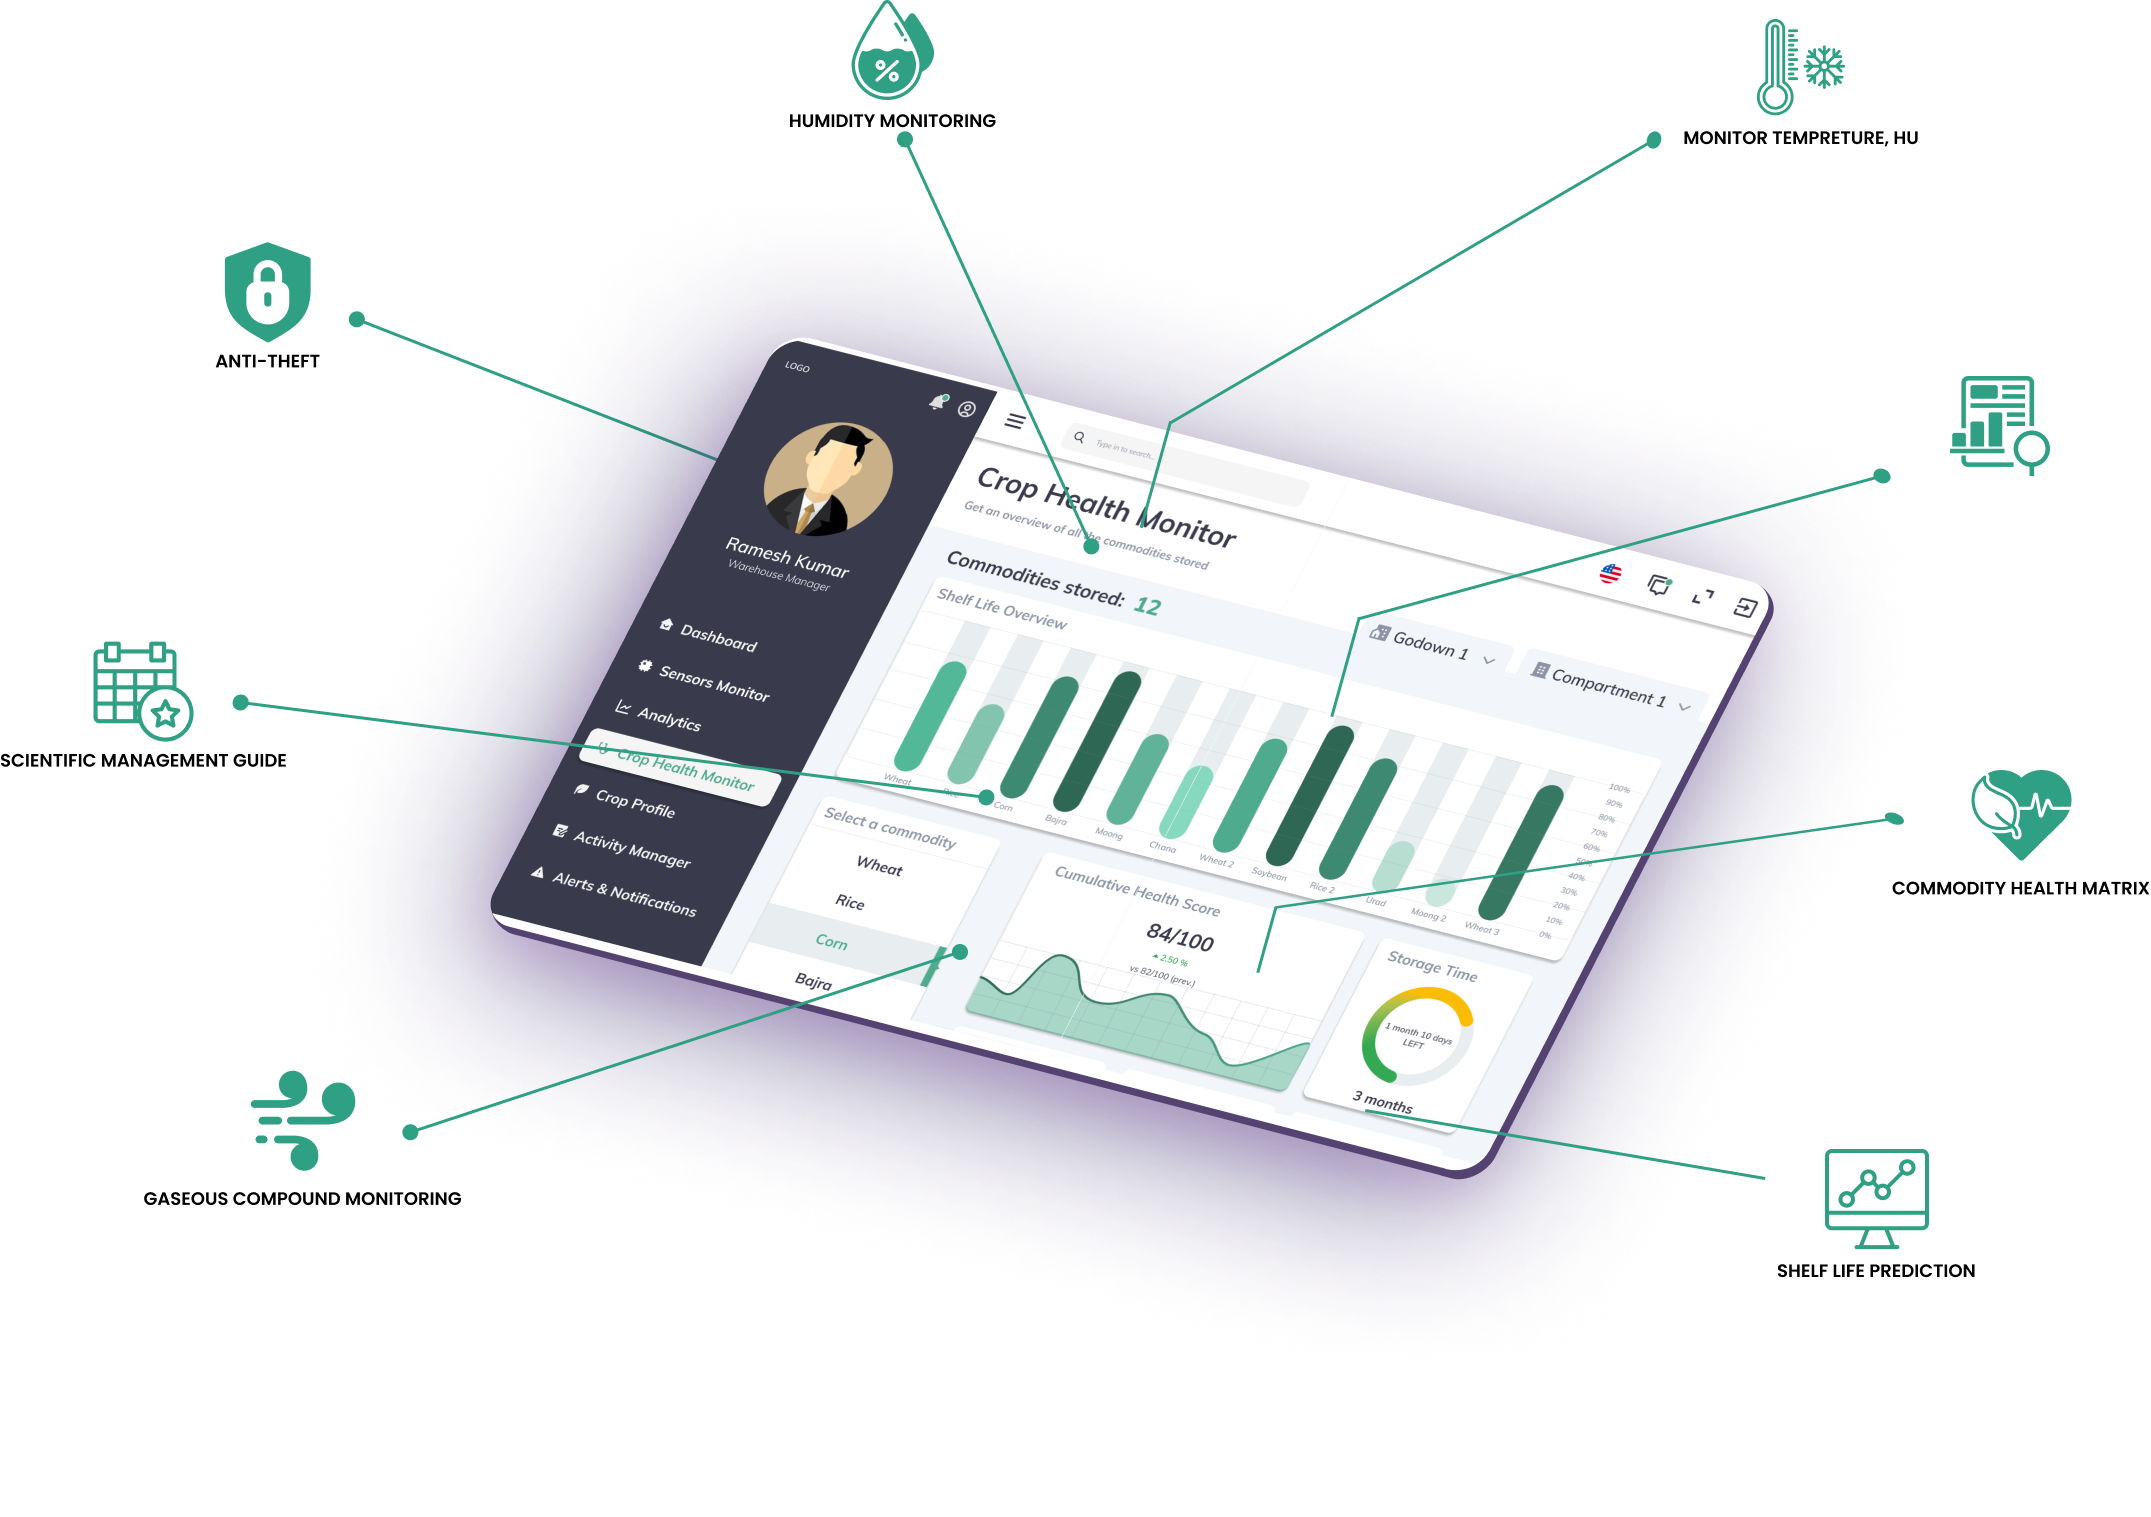 HUMIDITY MONITORING
MONITOR TEMPRETURE, HU
ANTI-THEFT
SCIENTIFIC MANAGEMENT GUIDE
COMMODITY HEALTH MATRIX
GASEOUS COMPOUND MONITORING
SHELF LIFE PREDICTION
LOGO
Ramesh Kumar
Warehouse Manager
Dashboard
Sensors Monitor
Analytics
Crop Health Monitor
Crop Profile
Activity Manager
Alerts & Notifications
Type in to search...
Crop Health Monitor
Get an overview of all the commodities stored
Commodities stored: 12
Godown 1
Compartment 1
Shelf Life Overview
100%
90%
80%
70%
60%
50%
40%
30%
20%
10%
0%
Wheat
Rice
Corn
Bajra
Moong
Chana
Wheat 2
Soybean
Rice 2
Urad
Moong 2
Wheat 3
Select a commodity
Wheat
Rice
Corn
Bajra
Cumulative Health Score
84/100
2.50 %
vs 82/100 (prev.)
Storage Time
1 month 10 days
LEFT
3 months